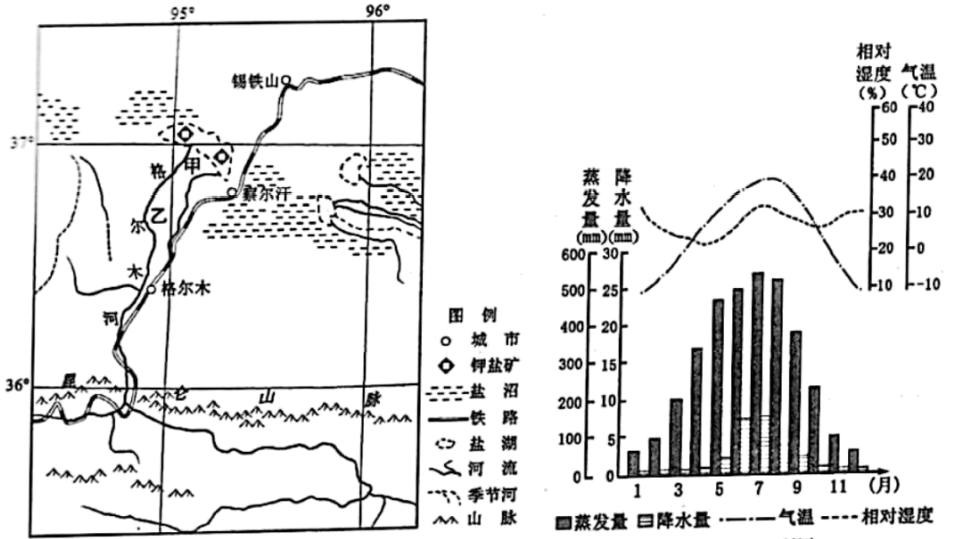 95°
96°
锡铁山
37°
格
甲
察尔汗
尔
乙
木
格尔木
河
36°
昆
仑
山
脉
图 例
城 市
钾盐矿
盐 沼
铁 路
盐 湖
河 流
季节河
山 脉
相对
湿度 气温
(%) (℃)
60 40
50 30
40 20
30 10
20 0
10 -10
蒸 降
发 水
量 量
(mm) (mm)
600 30
500 25
400 20
300 15
200 10
100 5
0 0
1 3 5 7 9 11 (月)
蒸发量 降水量 气温 相对湿度